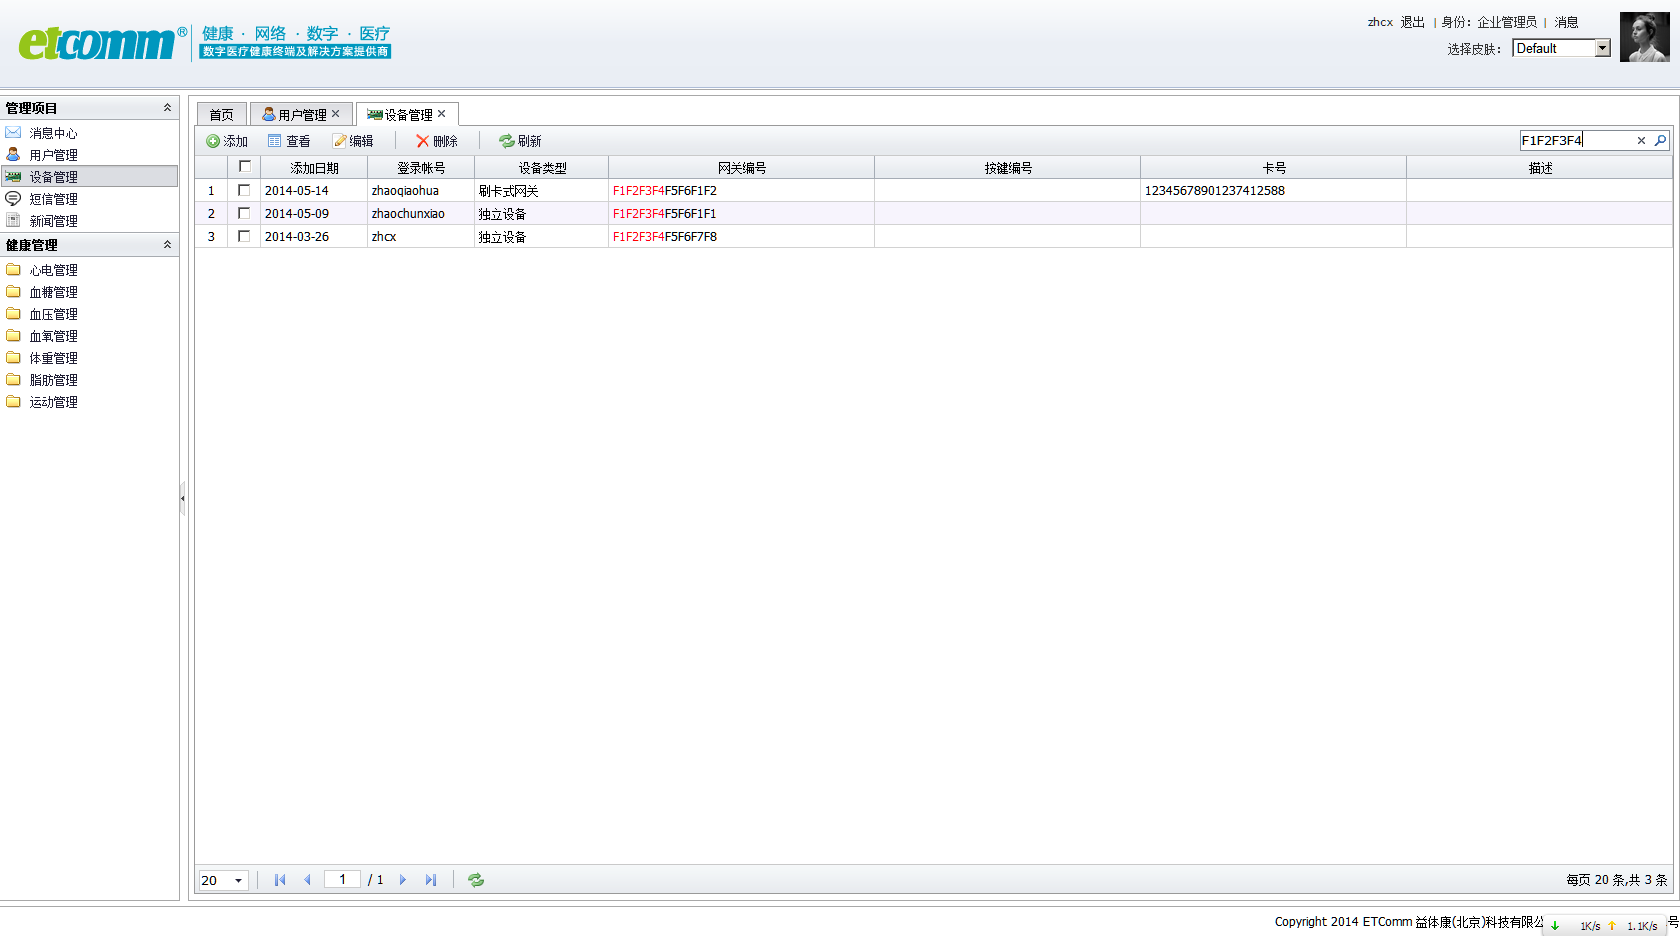 etcomm®
健康 · 网络 · 数字 · 医疗
数字医疗健康终端及解决方案提供商
zhcx 退出 | 身份: 企业管理员 | 消息
选择皮肤: Default
管理项目
消息中心
用户管理
设备管理
短信管理
新闻管理
健康管理
心电管理
血糖管理
血压管理
血氧管理
体重管理
脂肪管理
运动管理
首页 用户管理 设备管理
添加 查看 编辑 删除 刷新 F1F2F3F4
添加日期 登录帐号 设备类型 网关编号 按键编号 卡号 描述
1 2014-05-14 zhaoqiaohua 刷卡式网关 F1F2F3F4F5F6F1F2 12345678901237412588
2 2014-05-09 zhaochunxiao 独立设备 F1F2F3F4F5F6F1F1
3 2014-03-26 zhcx 独立设备 F1F2F3F4F5F6F7F8
20 1 / 1 每页 20 条,共 3 条
Copyright 2014 ETComm 益体康(北京)科技有限公 1K/s 1.1K/s 号